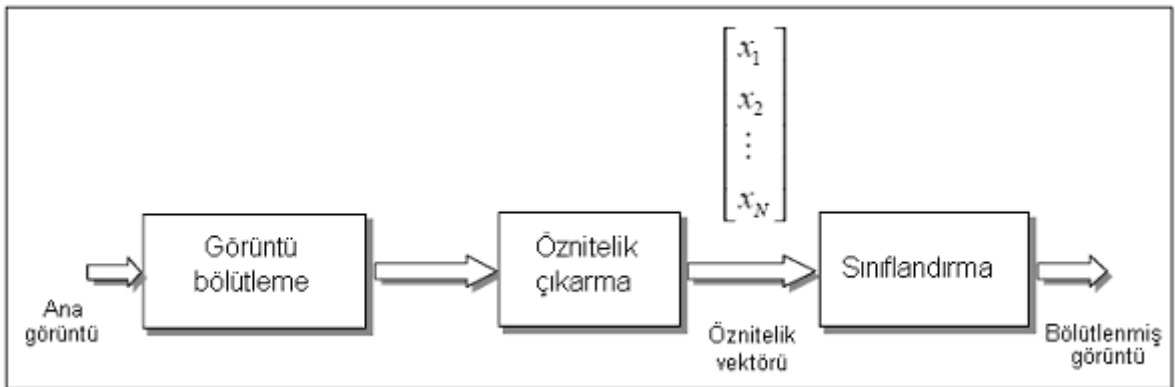 x1
x2
⋮
xN
Görüntü
bölütleme
Öznitelik
çıkarma
Sınıflandırma
Ana
görüntü
Öznitelik
vektörü
Bölütlenmiş
görüntü